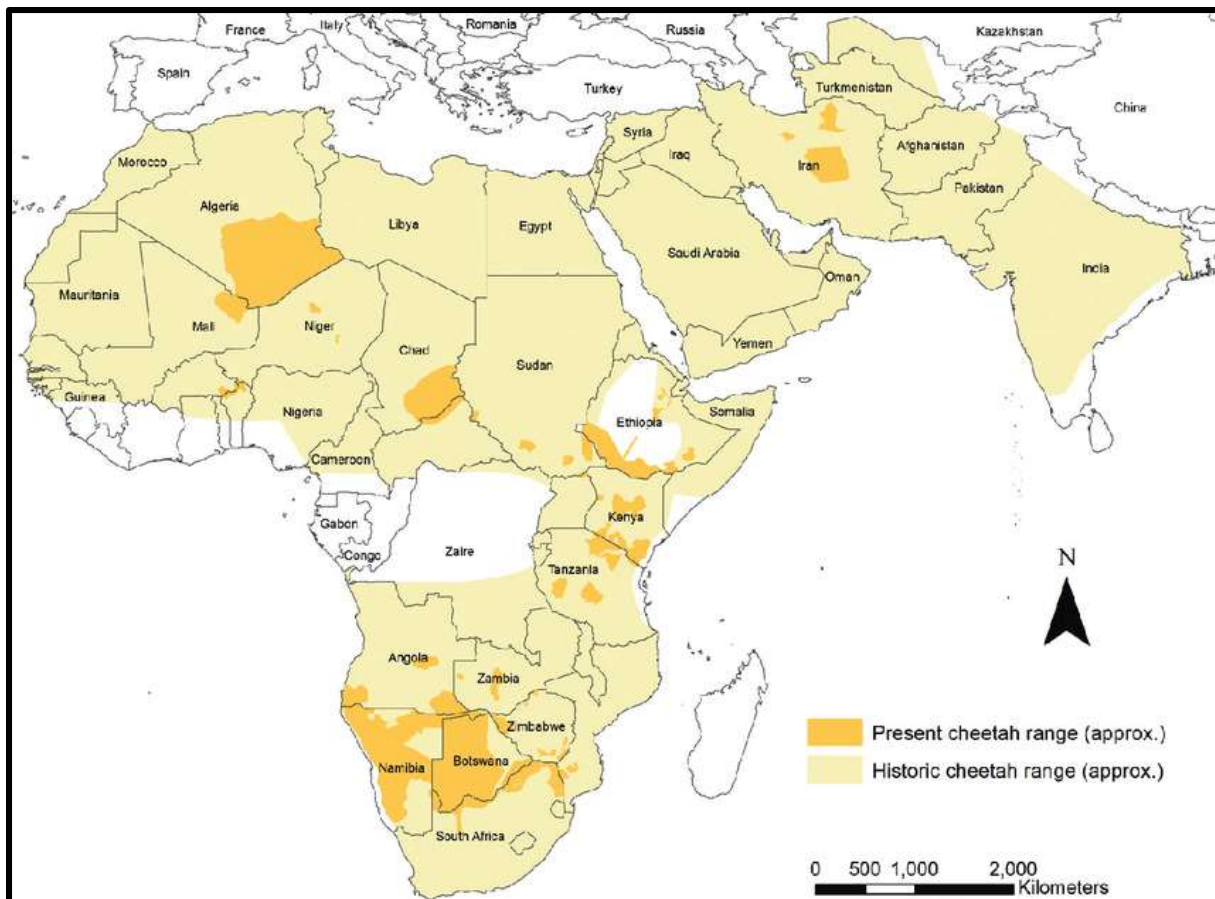 France
Italy
Romania
Russia
Kazakhstan
Spain
Turkey
Turkmenistan
China
Syria
Iraq
Iran
Afghanistan
Pakistan
Morocco
Algeria
Libya
Egypt
Saudi Arabia
Oman
India
Mauritania
Mali
Niger
Chad
Sudan
Yemen
Guinea
Nigeria
Ethiopia
Somalia
Cameroon
Gabon
Congo
Zaire
Kenya
Tanzania
N
Angola
Zambia
Zimbabwe
Namibia
Botswana
South Africa
Present cheetah range (approx.)
Historic cheetah range (approx.)
0 500 1,000 2,000
Kilometers